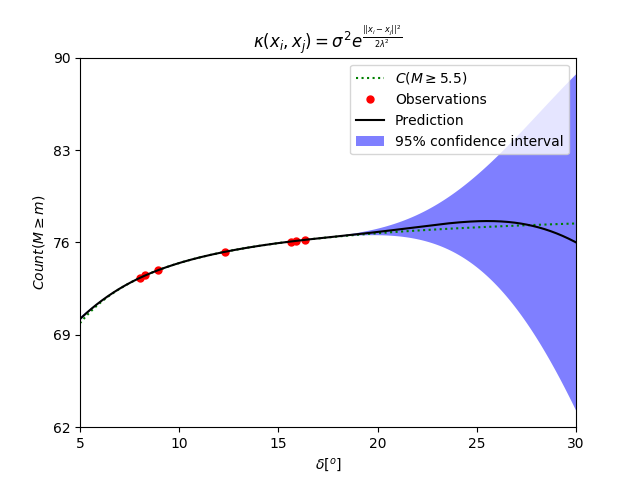 κ(x_i, x_j) = σ²e^{\frac{||x_i − x_j||²}{2λ²}}
C(M ≥ 5.5)
Observations
Prediction
95% confidence interval
90
83
76
69
62
Count(M ≥ m)
5 10 15 20 25 30
δ[°]